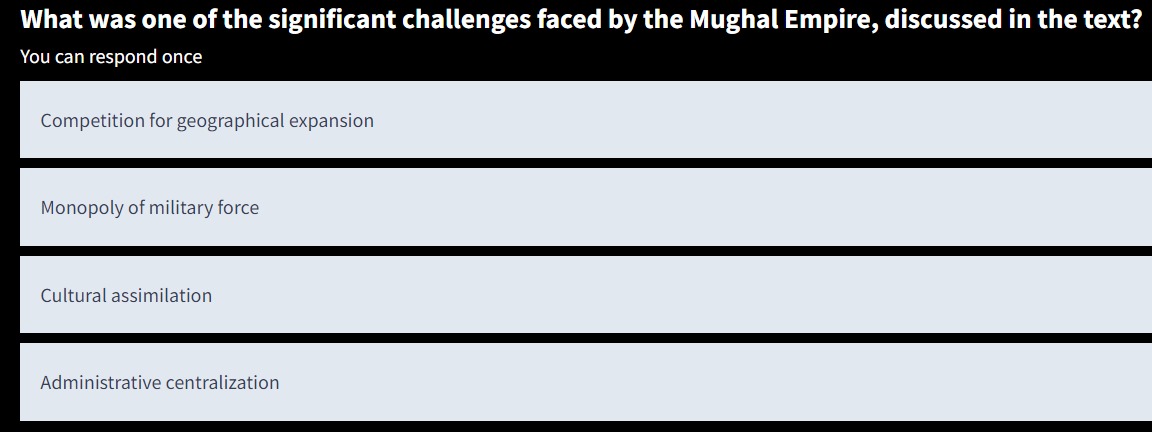 What was one of the significant challenges faced by the Mughal Empire, discussed in the text?
You can respond once
Competition for geographical expansion
Monopoly of military force
Cultural assimilation
Administrative centralization